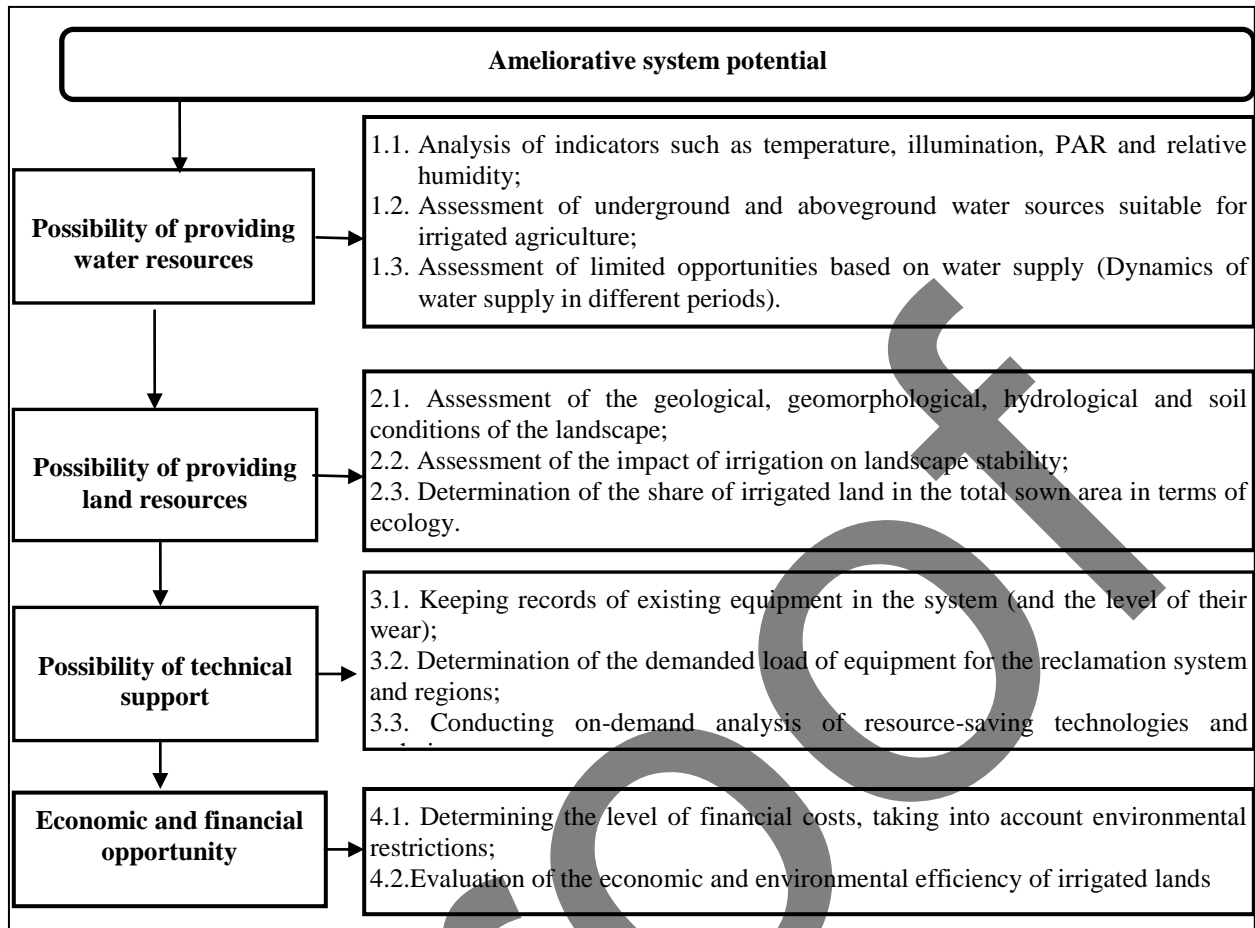 Ameliorative system potential
Possibility of providing
water resources
1.1. Analysis of indicators such as temperature, illumination, PAR and relative
humidity;
1.2. Assessment of underground and aboveground water sources suitable for
irrigated agriculture;
1.3. Assessment of limited opportunities based on water supply (Dynamics of
water supply in different periods).
Possibility of providing
land resources
2.1. Assessment of the geological, geomorphological, hydrological and soil
conditions of the landscape;
2.2. Assessment of the impact of irrigation on landscape stability;
2.3. Determination of the share of irrigated land in the total sown area in terms of
ecology.
Possibility of technical
support
3.1. Keeping records of existing equipment in the system (and the level of their
wear);
3.2. Determination of the demanded load of equipment for the reclamation system
and regions;
3.3. Conducting on-demand analysis of resource-saving technologies and
Economic and financial
opportunity
4.1. Determining the level of financial costs, taking into account environmental
restrictions;
4.2.Evaluation of the economic and environmental efficiency of irrigated lands